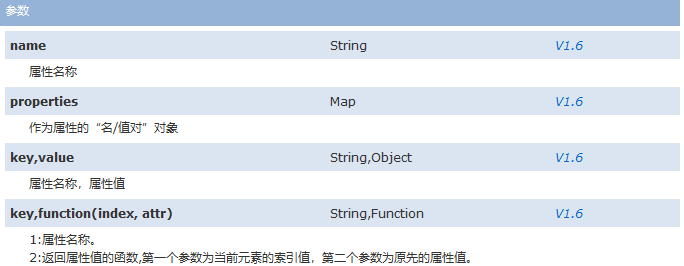 参数
name String V1.6
属性名称
properties Map V1.6
作为属性的“名/值对”对象
key,value String,Object V1.6
属性名称，属性值
key,function(index, attr) String,Function V1.6
1:属性名称。
2:返回属性值的函数,第一个参数为当前元素的索引值，第二个参数为原先的属性值。